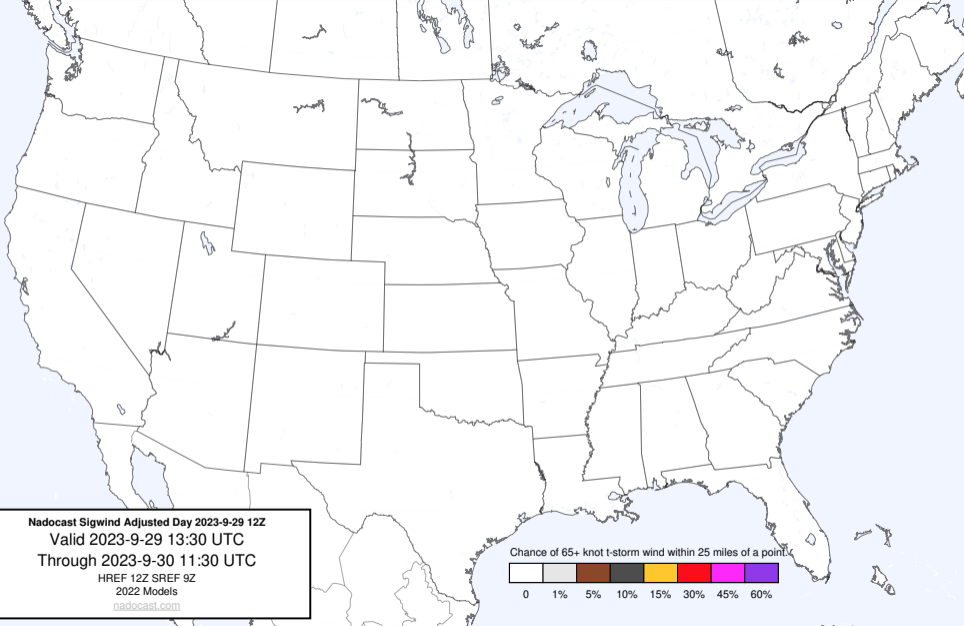 Nadocast Sigwind Adjusted Day 2023-9-29 12Z
Valid 2023-9-29 13:30 UTC
Through 2023-9-30 11:30 UTC
HREF 12Z SREF 9Z
2022 Models
nadocast.com
Chance of 65+ knot t-storm wind within 25 miles of a point.
0 1% 5% 10% 15% 30% 45% 60%